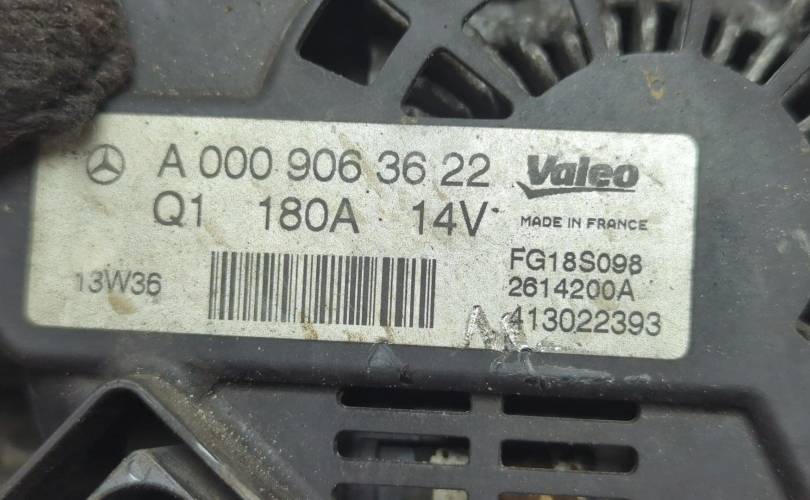 A 000 906 36 22
Q1 180A 14V
13W36
Valeo
MADE IN FRANCE
FG18S098
2614200A
413022393